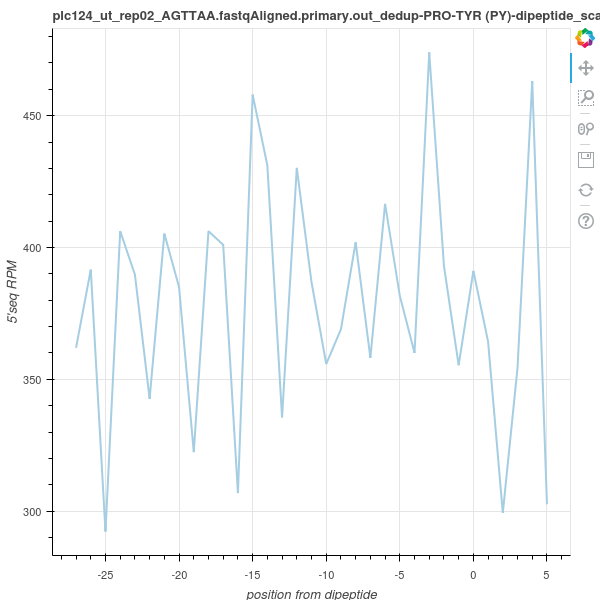 plc124_ut_rep02_AGTTAA.fastqAligned.primary.out_dedup-PRO-TYR (PY)-dipeptide_sca
450
400
350
300
5'seq RPM
-25 -20 -15 -10 -5 0 5
position from dipeptide